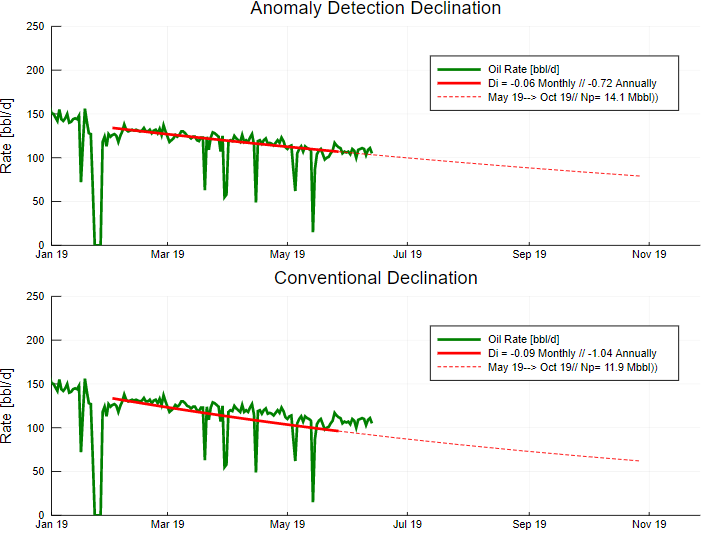 Anomaly Detection Declination
Rate [bbl/d]
250
200
150
100
50
0
Oil Rate [bbl/d]
Di = -0.06 Monthly // -0.72 Annually
May 19--> Oct 19// Np= 14.1 Mbbl))
Jan 19
Mar 19
May 19
Jul 19
Sep 19
Nov 19
Conventional Declination
Rate [bbl/d]
250
200
150
100
50
0
Oil Rate [bbl/d]
Di = -0.09 Monthly // -1.04 Annually
May 19--> Oct 19// Np= 11.9 Mbbl))
Jan 19
Mar 19
May 19
Jul 19
Sep 19
Nov 19